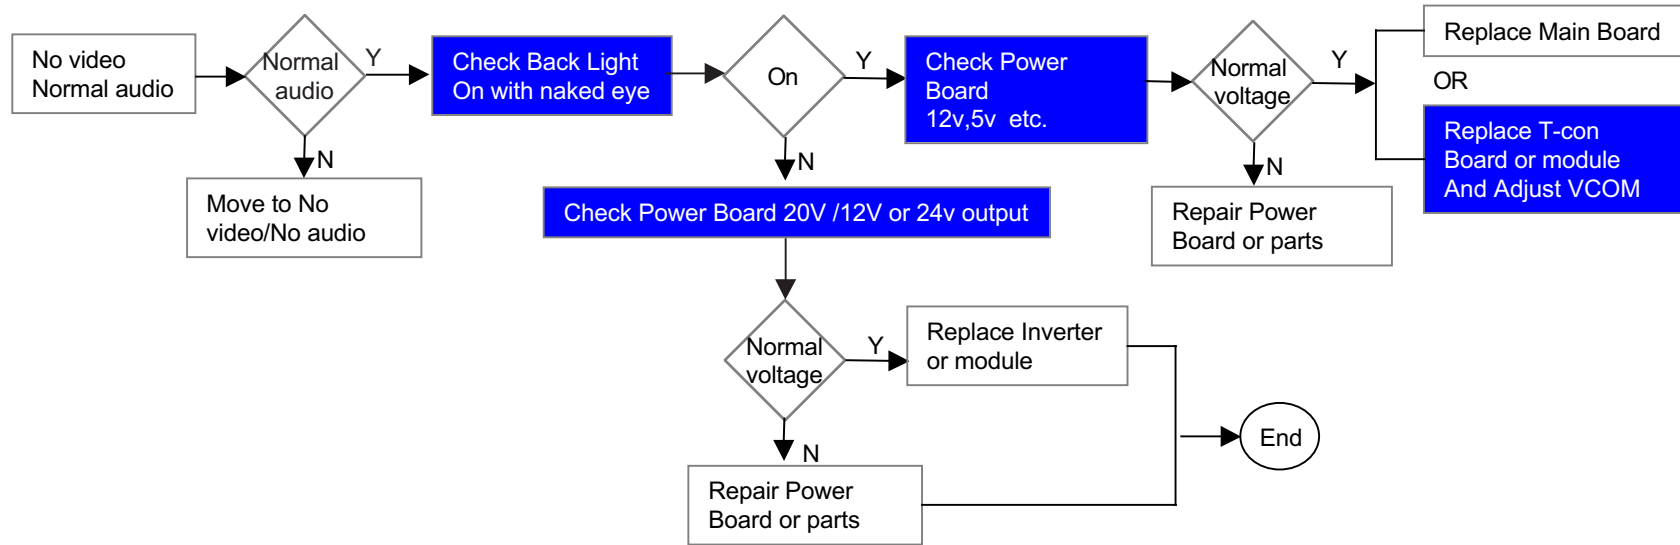 No video
Normal audio
Normal
audio
Y
Check Back Light
On with naked eye
On
Y
Check Power
Board
12v,5v  etc.
Normal
voltage
Y
Replace Main Board
OR
Replace T-con
Board or module
And Adjust VCOM
N
Move to No
video/No audio
N
Check Power Board 20V /12V or 24v output
N
Repair Power
Board or parts
Normal
voltage
Y
Replace Inverter
or module
End
N
Repair Power
Board or parts